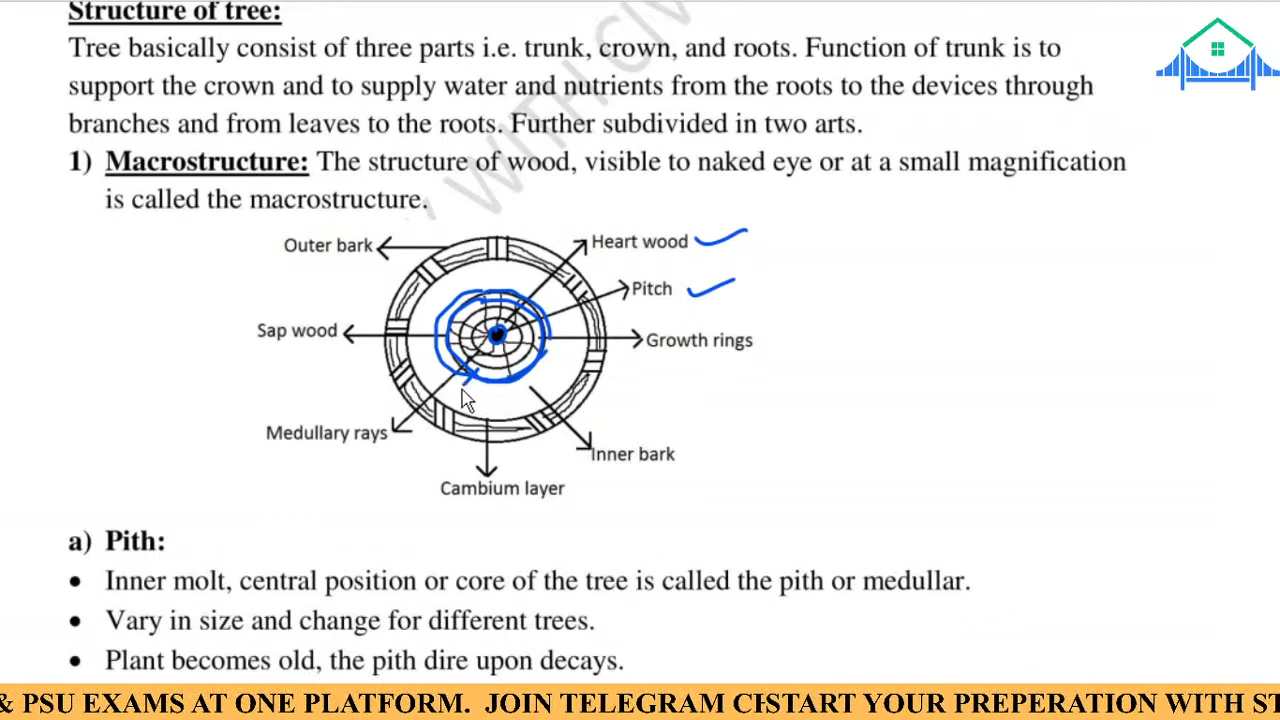 Structure of tree:
Tree basically consist of three parts i.e. trunk, crown, and roots. Function of trunk is to
support the crown and to supply water and nutrients from the roots to the devices through
branches and from leaves to the roots. Further subdivided in two arts.
1) Macrostructure: The structure of wood, visible to naked eye or at a small magnification
is called the macrostructure.
Outer bark
Heart wood
Pitch
Sap wood
Growth rings
Medullary rays
Inner bark
Cambium layer
a) Pith:
• Inner molt, central position or core of the tree is called the pith or medullar.
• Vary in size and change for different trees.
• Plant becomes old, the pith dire upon decays.
& PSU EXAMS AT ONE PLATFORM. JOIN TELEGRAM CHSTART YOUR PREPERATION WITH ST
WITH CIV